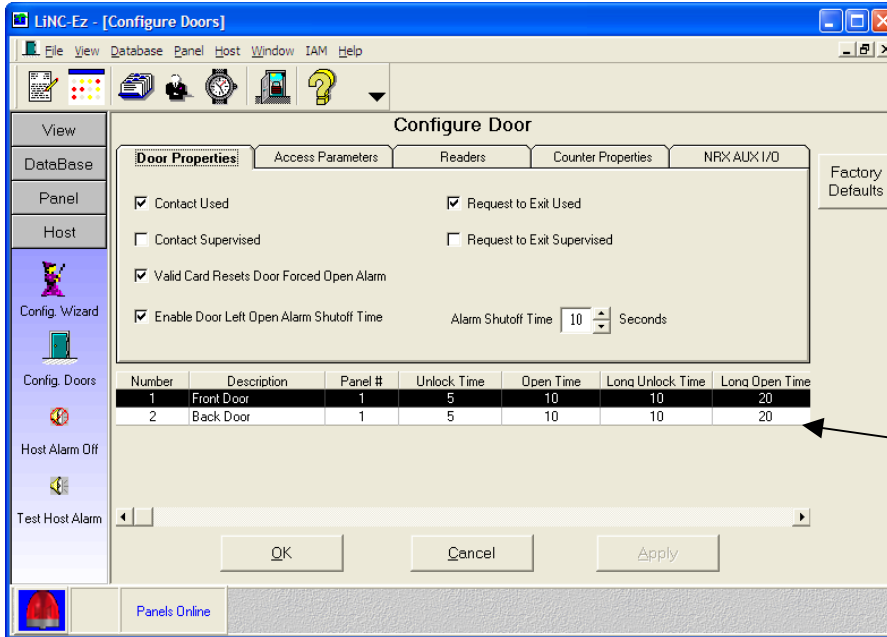 LiNC-Ez - [Configure Doors]
File View Database Panel Host Window IAM Help
View
DataBase
Panel
Host
Config. Wizard
Config. Doors
Host Alarm Off
Test Host Alarm
Configure Door
Door Properties Access Parameters Readers Counter Properties NRX AUX I/O
Factory
Defaults
Contact Used Request to Exit Used
Contact Supervised Request to Exit Supervised
Valid Card Resets Door Forced Open Alarm
Enable Door Left Open Alarm Shutoff Time Alarm Shutoff Time 10 Seconds
Number Description Panel # Unlock Time Open Time Long Unlock Time Long Open Time
1 Front Door 1 5 10 10 20
2 Back Door 1 5 10 10 20
OK Cancel Apply
Panels Online